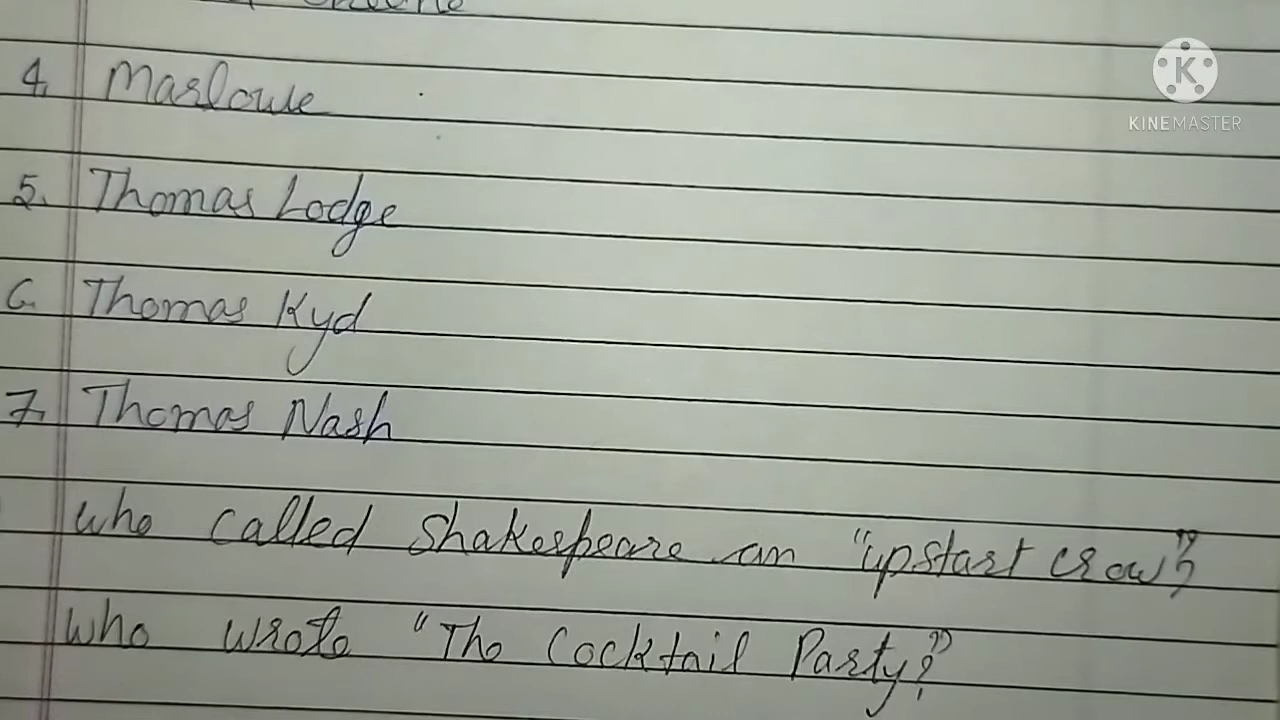 4. Marlowe
KINEMASTER
5. Thomas Lodge
6. Thomas Kyd
7. Thomas Nash
who called Shakespeare an "upstart crow"?
who wrote "The Cocktail Party?"